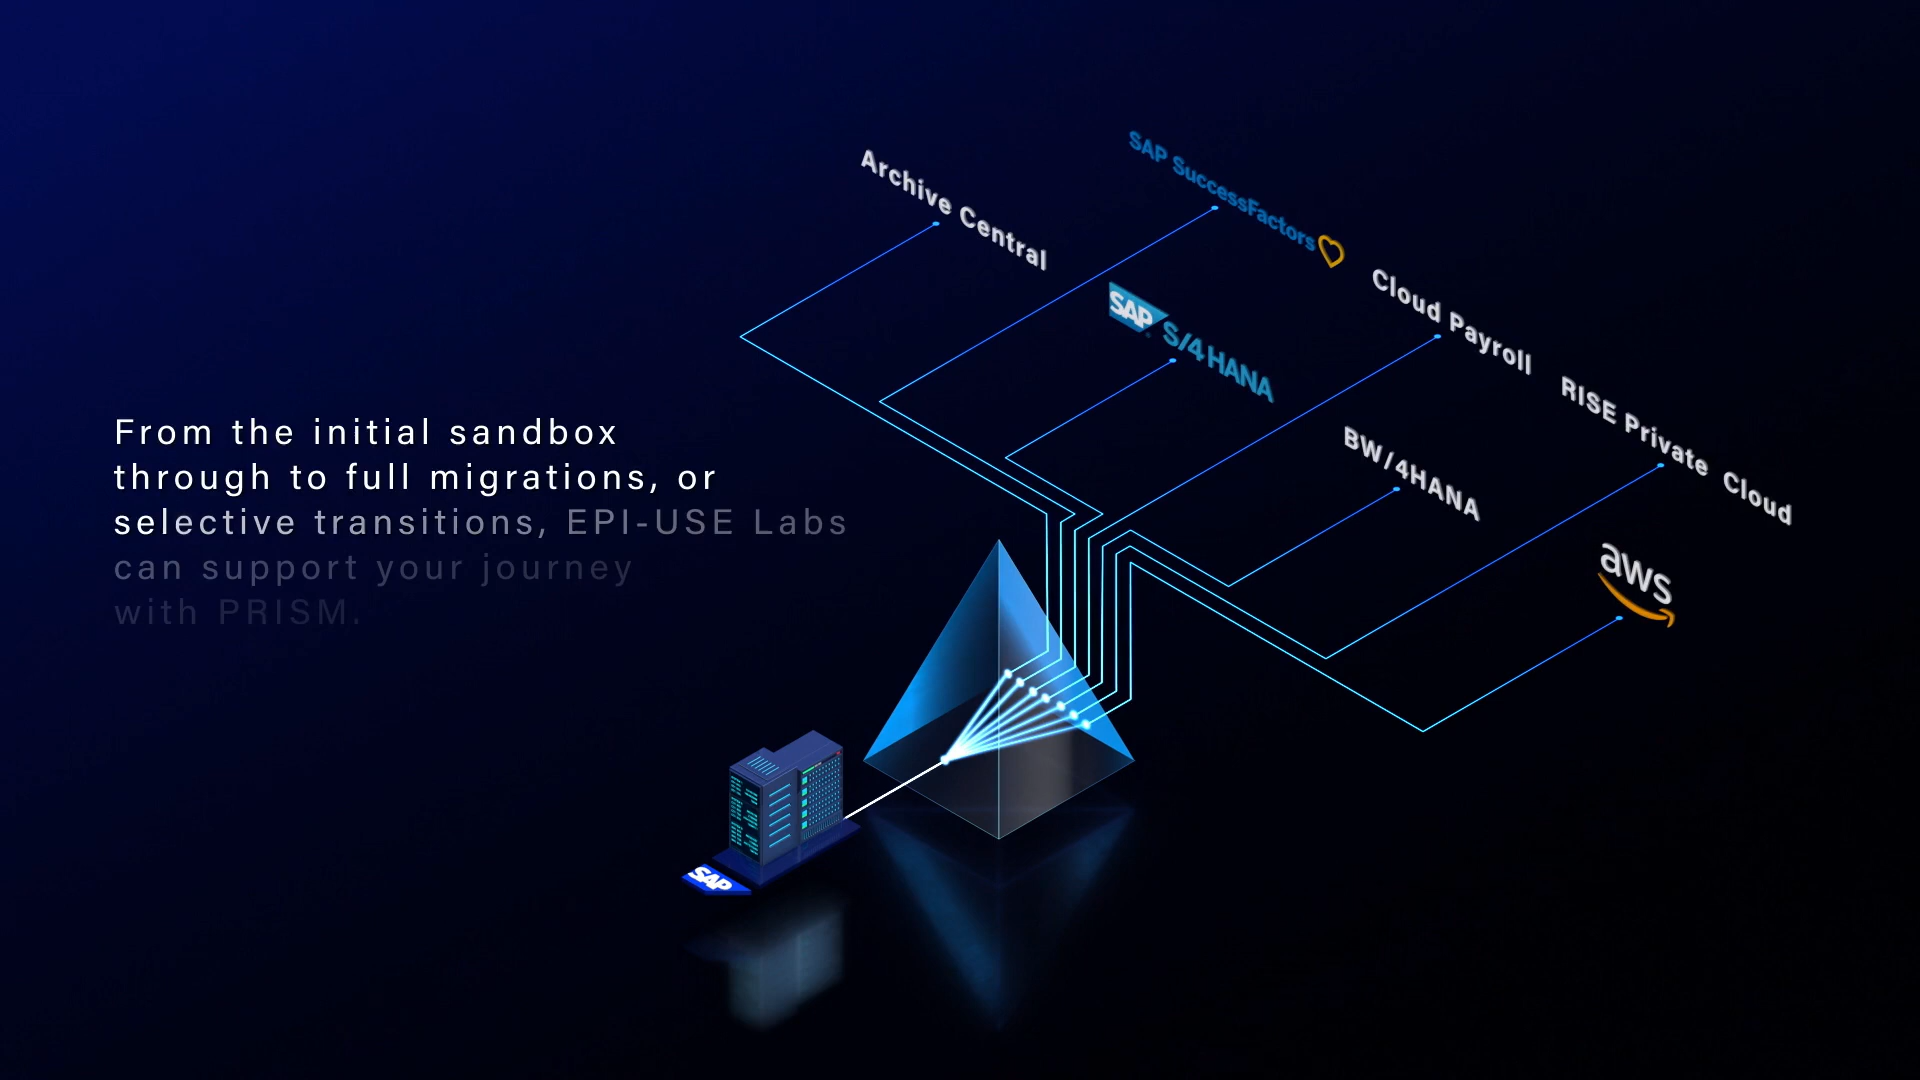 From the initial sandbox
through to full migrations, or
selective transitions, EPI-USE Labs
can support your journey
with PRISM.
Archive Central
SAP SuccessFactors
SAP S/4HANA
Cloud Payroll
BW/4HANA
RISE Private Cloud
aws
SAP